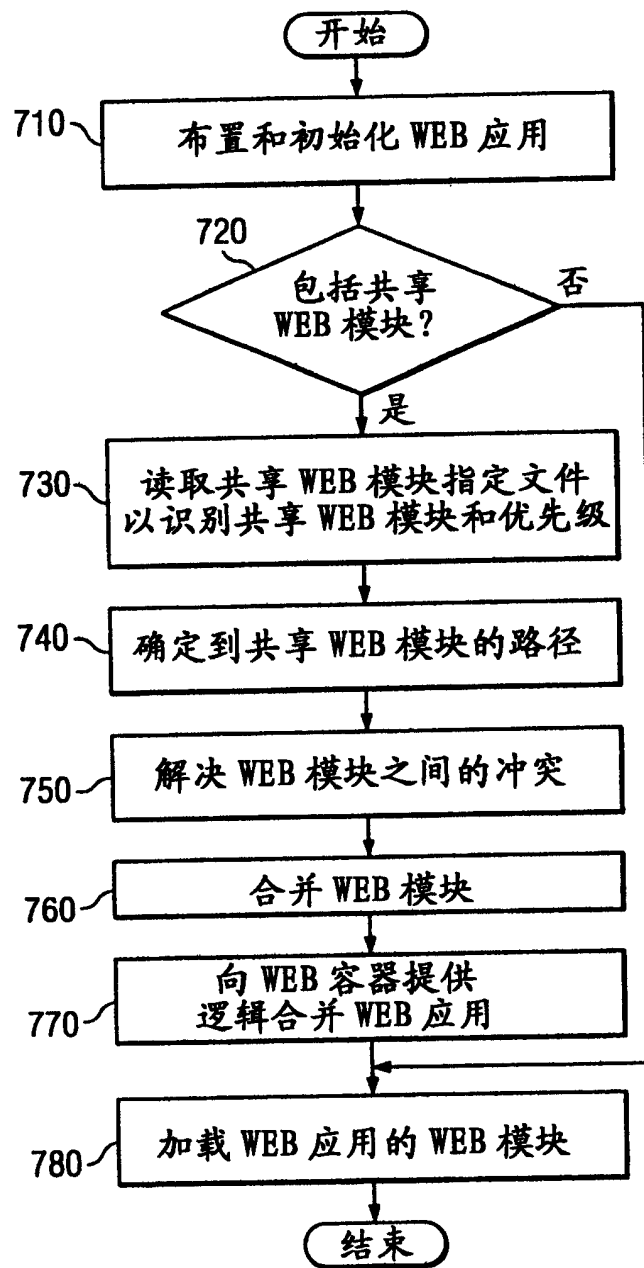 开始
710
布置和初始化 WEB 应用
720
包括共享
WEB 模块?
否
是
730
读取共享 WEB 模块指定文件
以识别共享 WEB 模块和优先级
740
确定到共享 WEB 模块的路径
750
解决 WEB 模块之间的冲突
760
合并 WEB 模块
770
向 WEB 容器提供
逻辑合并 WEB 应用
780
加载 WEB 应用的 WEB 模块
结束